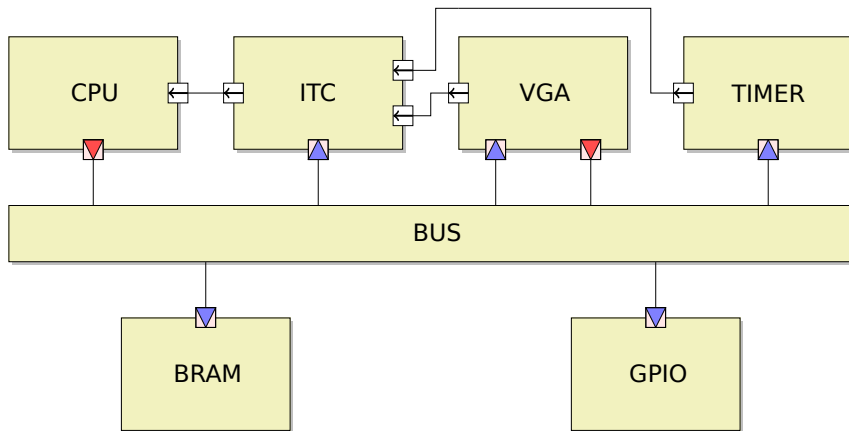 CPU
ITC
VGA
TIMER
BUS
BRAM
GPIO